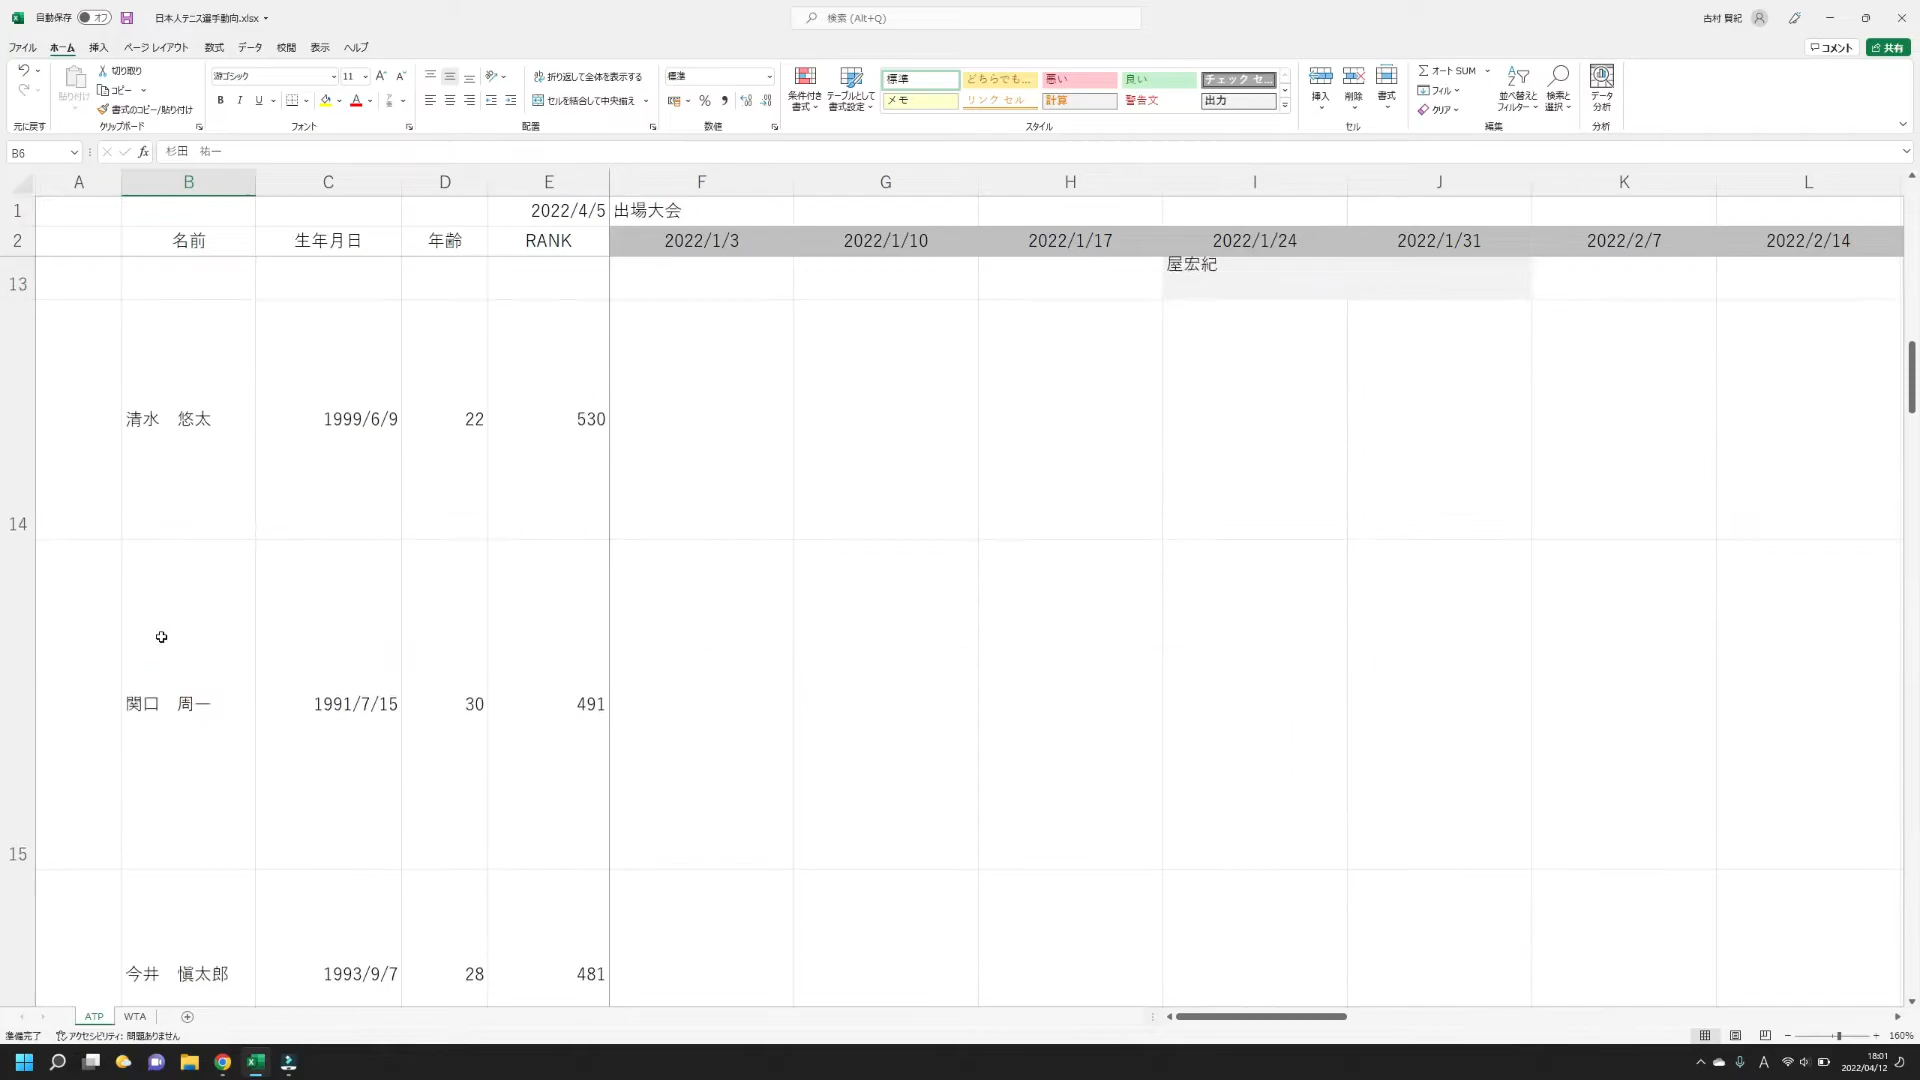 自動保存 オフ 日本人テニス選手動向.xlsx 検索 (Alt+Q) 古村 賢紀
ファイル ホーム 挿入 ページ レイアウト 数式 データ 校閲 表示 ヘルプ コメント 共有
貼り付け 切り取り コピー 書式のコピー/貼り付け
游ゴシック 11 B I U
折り返して全体を表示する セルを結合して中央揃え
標準
条件付き書式 テーブルとして書式設定
標準 どちらでも... 悪い 良い チェック セ...
メモ リンク セル 計算 警告文 出力
挿入 削除 書式
オート SUM フィル クリア
並べ替えとフィルター 検索と選択 データ分析
元に戻す クリップボード フォント 配置 数値 スタイル セル 編集 分析
B6 fx 杉田 祐一
A B C D E F G H I J K L
1 2022/4/5 出場大会
2 名前 生年月日 年齢 RANK 2022/1/3 2022/1/10 2022/1/17 2022/1/24 2022/1/31 2022/2/7 2022/2/14
13 屋宏紀
清水 悠太 1999/6/9 22 530
14
関口 周一 1991/7/15 30 491
15
今井 愼太郎 1993/9/7 28 481
ATP WTA
準備完了 アクセシビリティ: 問題ありません 160%
A 18:01
2022/04/12